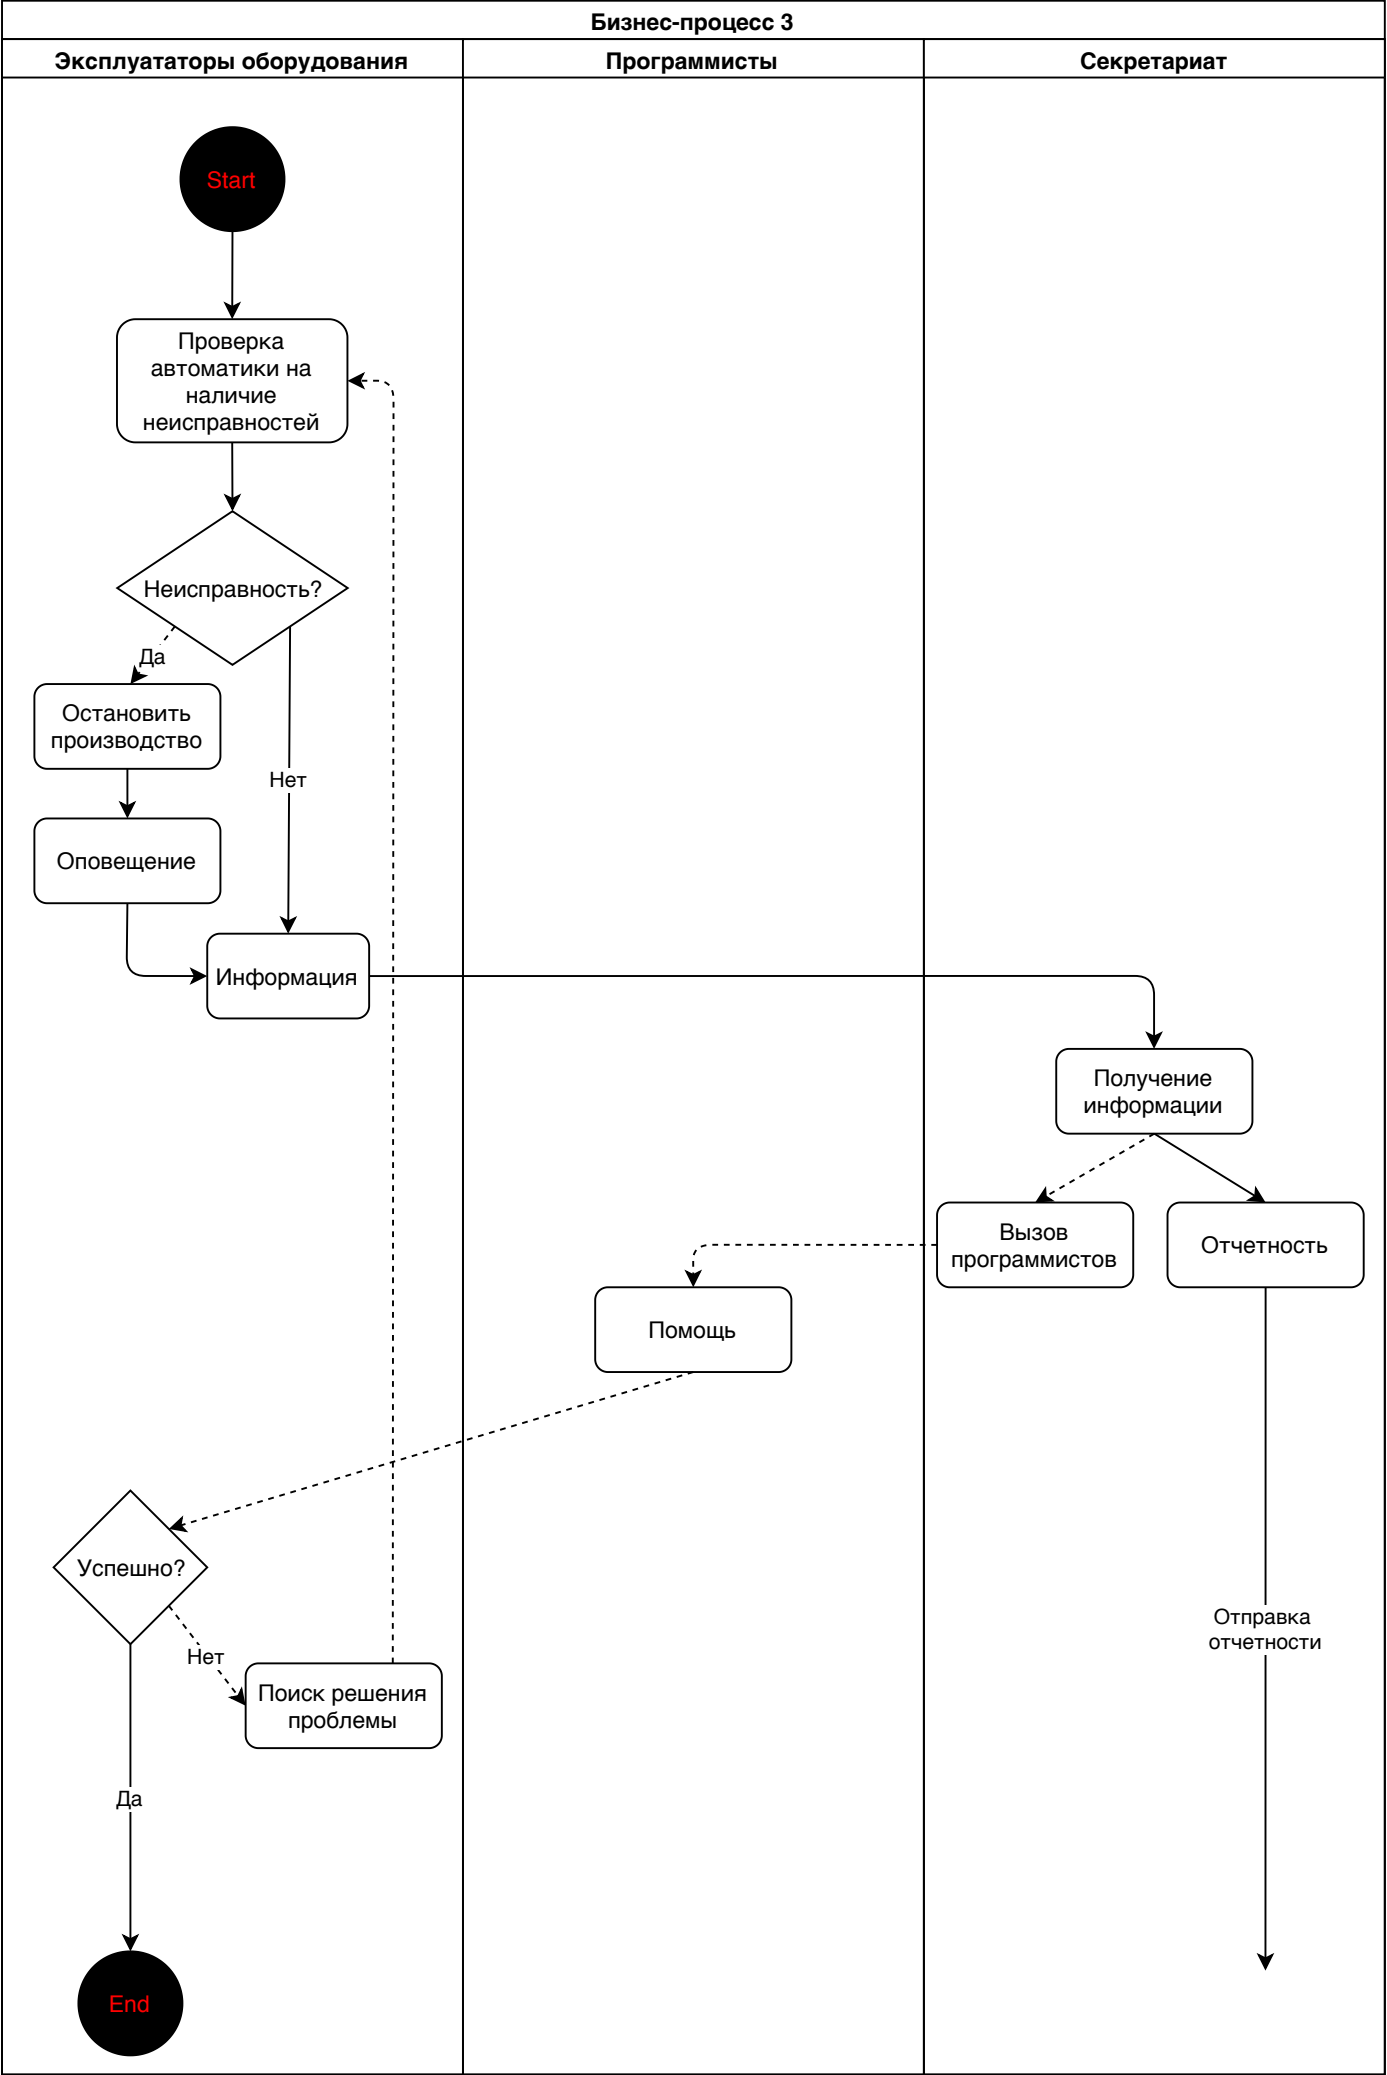 Бизнес-процесс 3
Эксплуататоры оборудования
Программисты
Секретариат
Start
Проверка
автоматики на
наличие
неисправностей
Неисправность?
Да
Остановить
производство
Нет
Оповещение
Информация
Получение
информации
Вызов
программистов
Отчетность
Помощь
Успешно?
Отправка
отчетности
Нет
Поиск решения
проблемы
Да
End